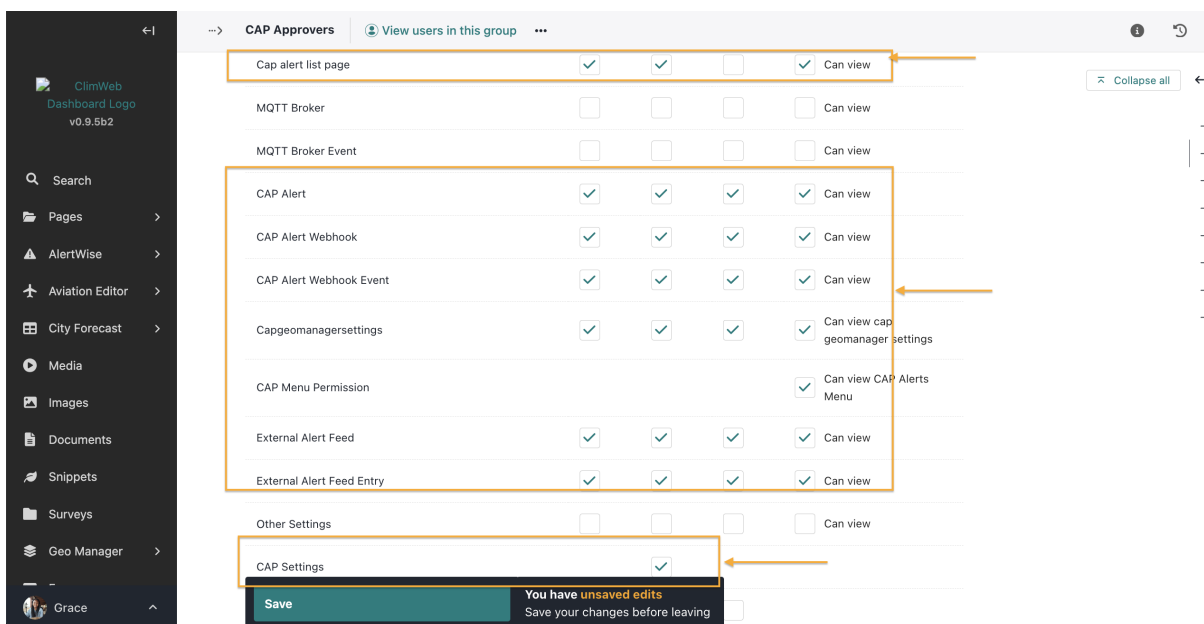 CAP Approvers
View users in this group
ClimWeb
Dashboard Logo
v0.9.5b2
Search
Pages
AlertWise
Aviation Editor
City Forecast
Media
Images
Documents
Snippets
Surveys
Geo Manager
Grace
Cap alert list page Can view
MQTT Broker Can view
MQTT Broker Event Can view
CAP Alert Can view
CAP Alert Webhook Can view
CAP Alert Webhook Event Can view
Capgeomanagersettings Can view cap
geomanager settings
CAP Menu Permission Can view CAP Alerts
Menu
External Alert Feed Can view
External Alert Feed Entry Can view
Other Settings Can view
CAP Settings
Save
You have unsaved edits
Save your changes before leaving
Collapse all